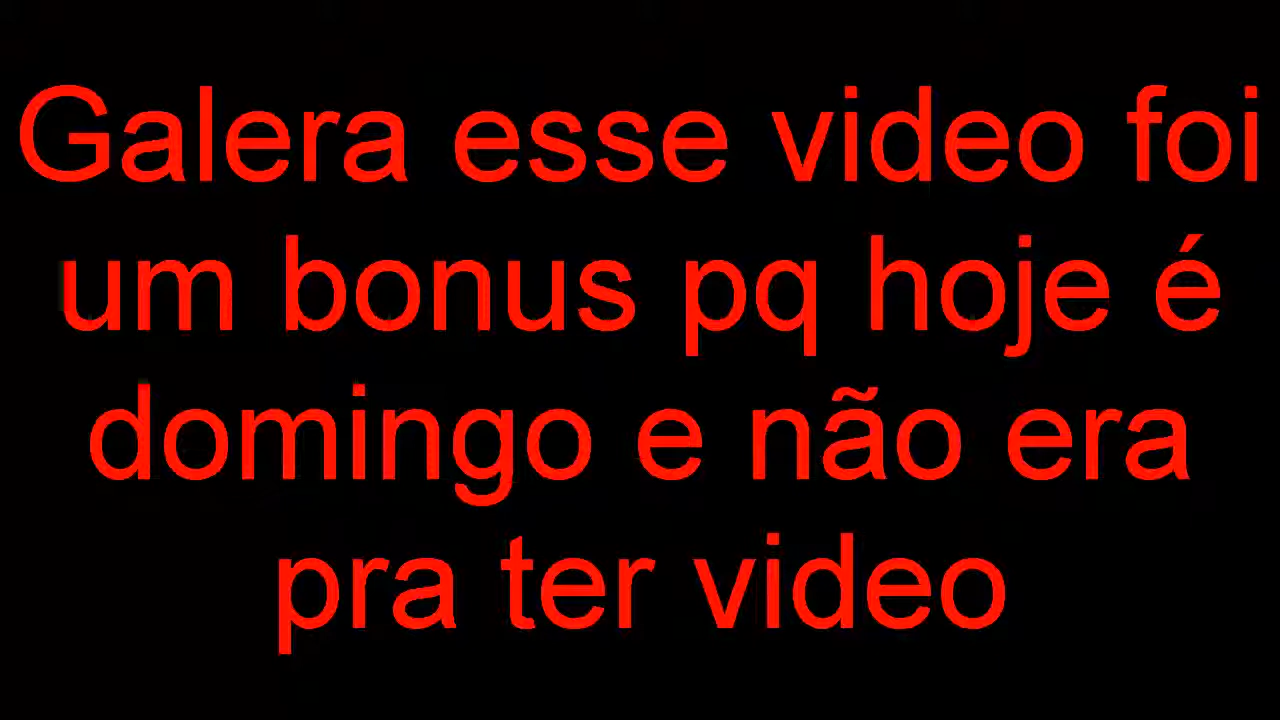 Galera esse video foi
um bonus pq hoje é
domingo e não era
pra ter video